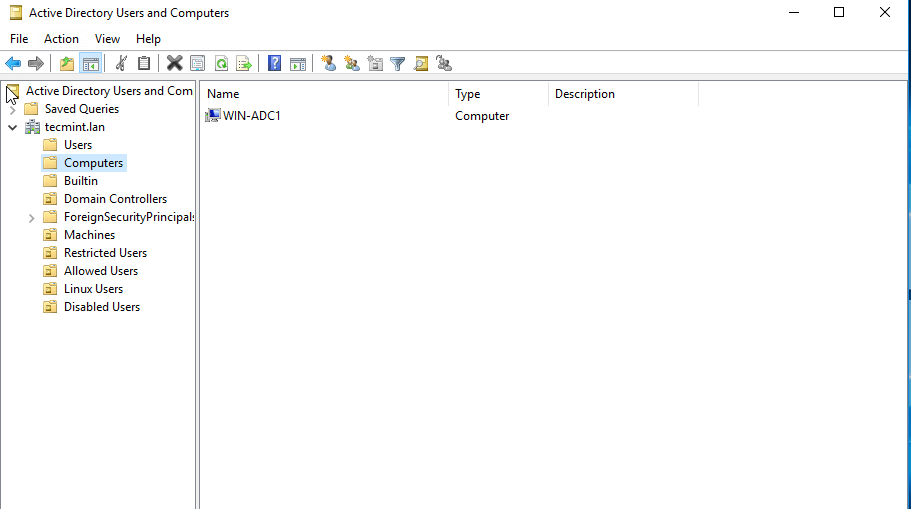 Active Directory Users and Computers
File Action View Help
Active Directory Users and Com
Saved Queries
tecmint.lan
Users
Computers
Builtin
Domain Controllers
ForeignSecurityPrincipals
Machines
Restricted Users
Allowed Users
Linux Users
Disabled Users
Name Type Description
WIN-ADC1 Computer